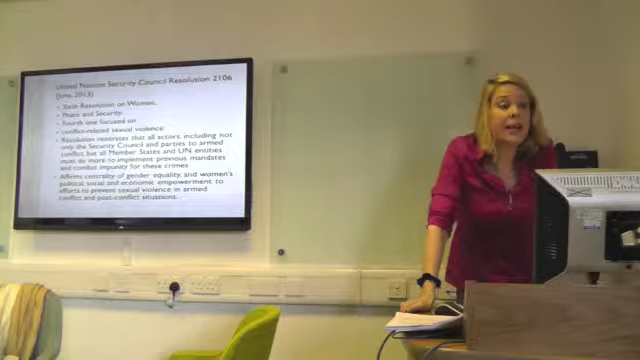 United Nations Security Council Resolution 2106
(June, 2013)
• Sixth Resolution on Women,
• Peace and Security.
• Fourth one focused on
• conflict-related sexual violence:
• Resolution reiterates that all actors, including not
only the Security Council and parties to armed
conflict, but all Member States and UN entities
must do more to implement previous mandates
and combat impunity for these crimes
• Affirms centrality of gender equality, and women's
political, social and economic empowerment to
efforts to prevent sexual violence in armed
conflict and post-conflict situations.